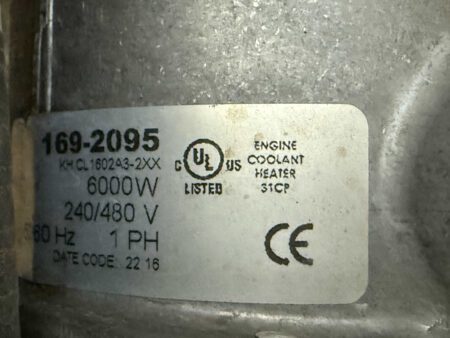 169-2095
KH CL1602A3-2XX
6000W
240/480 V
60 Hz 1 PH
DATE CODE: 22 16
C UL US
LISTED
ENGINE
COOLANT
HEATER
31CP
CE